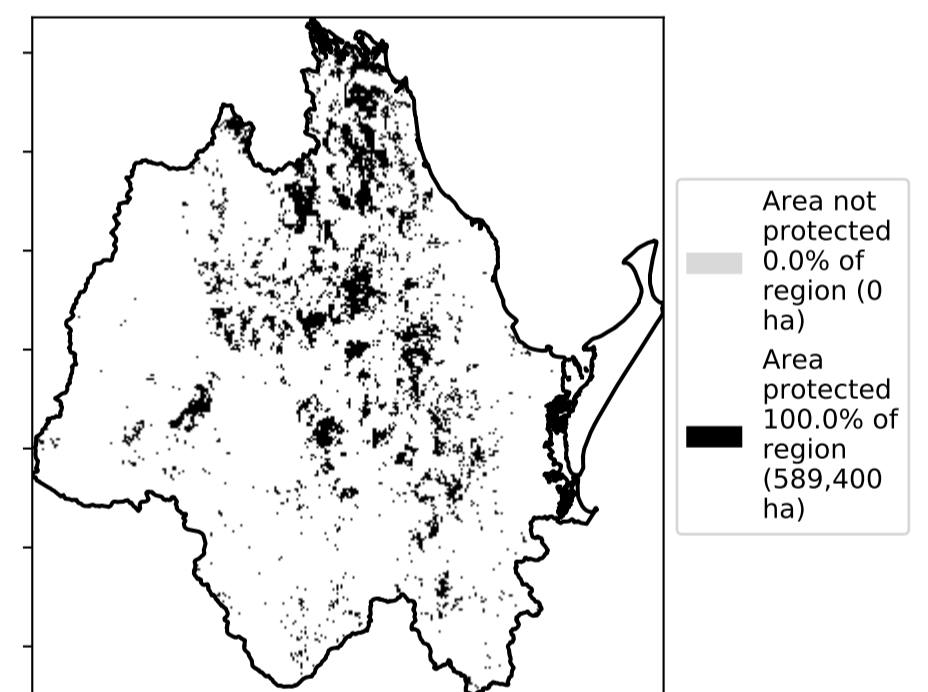 Area not
protected
0.0% of
region (0
ha)
Area
protected
100.0% of
region
(589,400
ha)